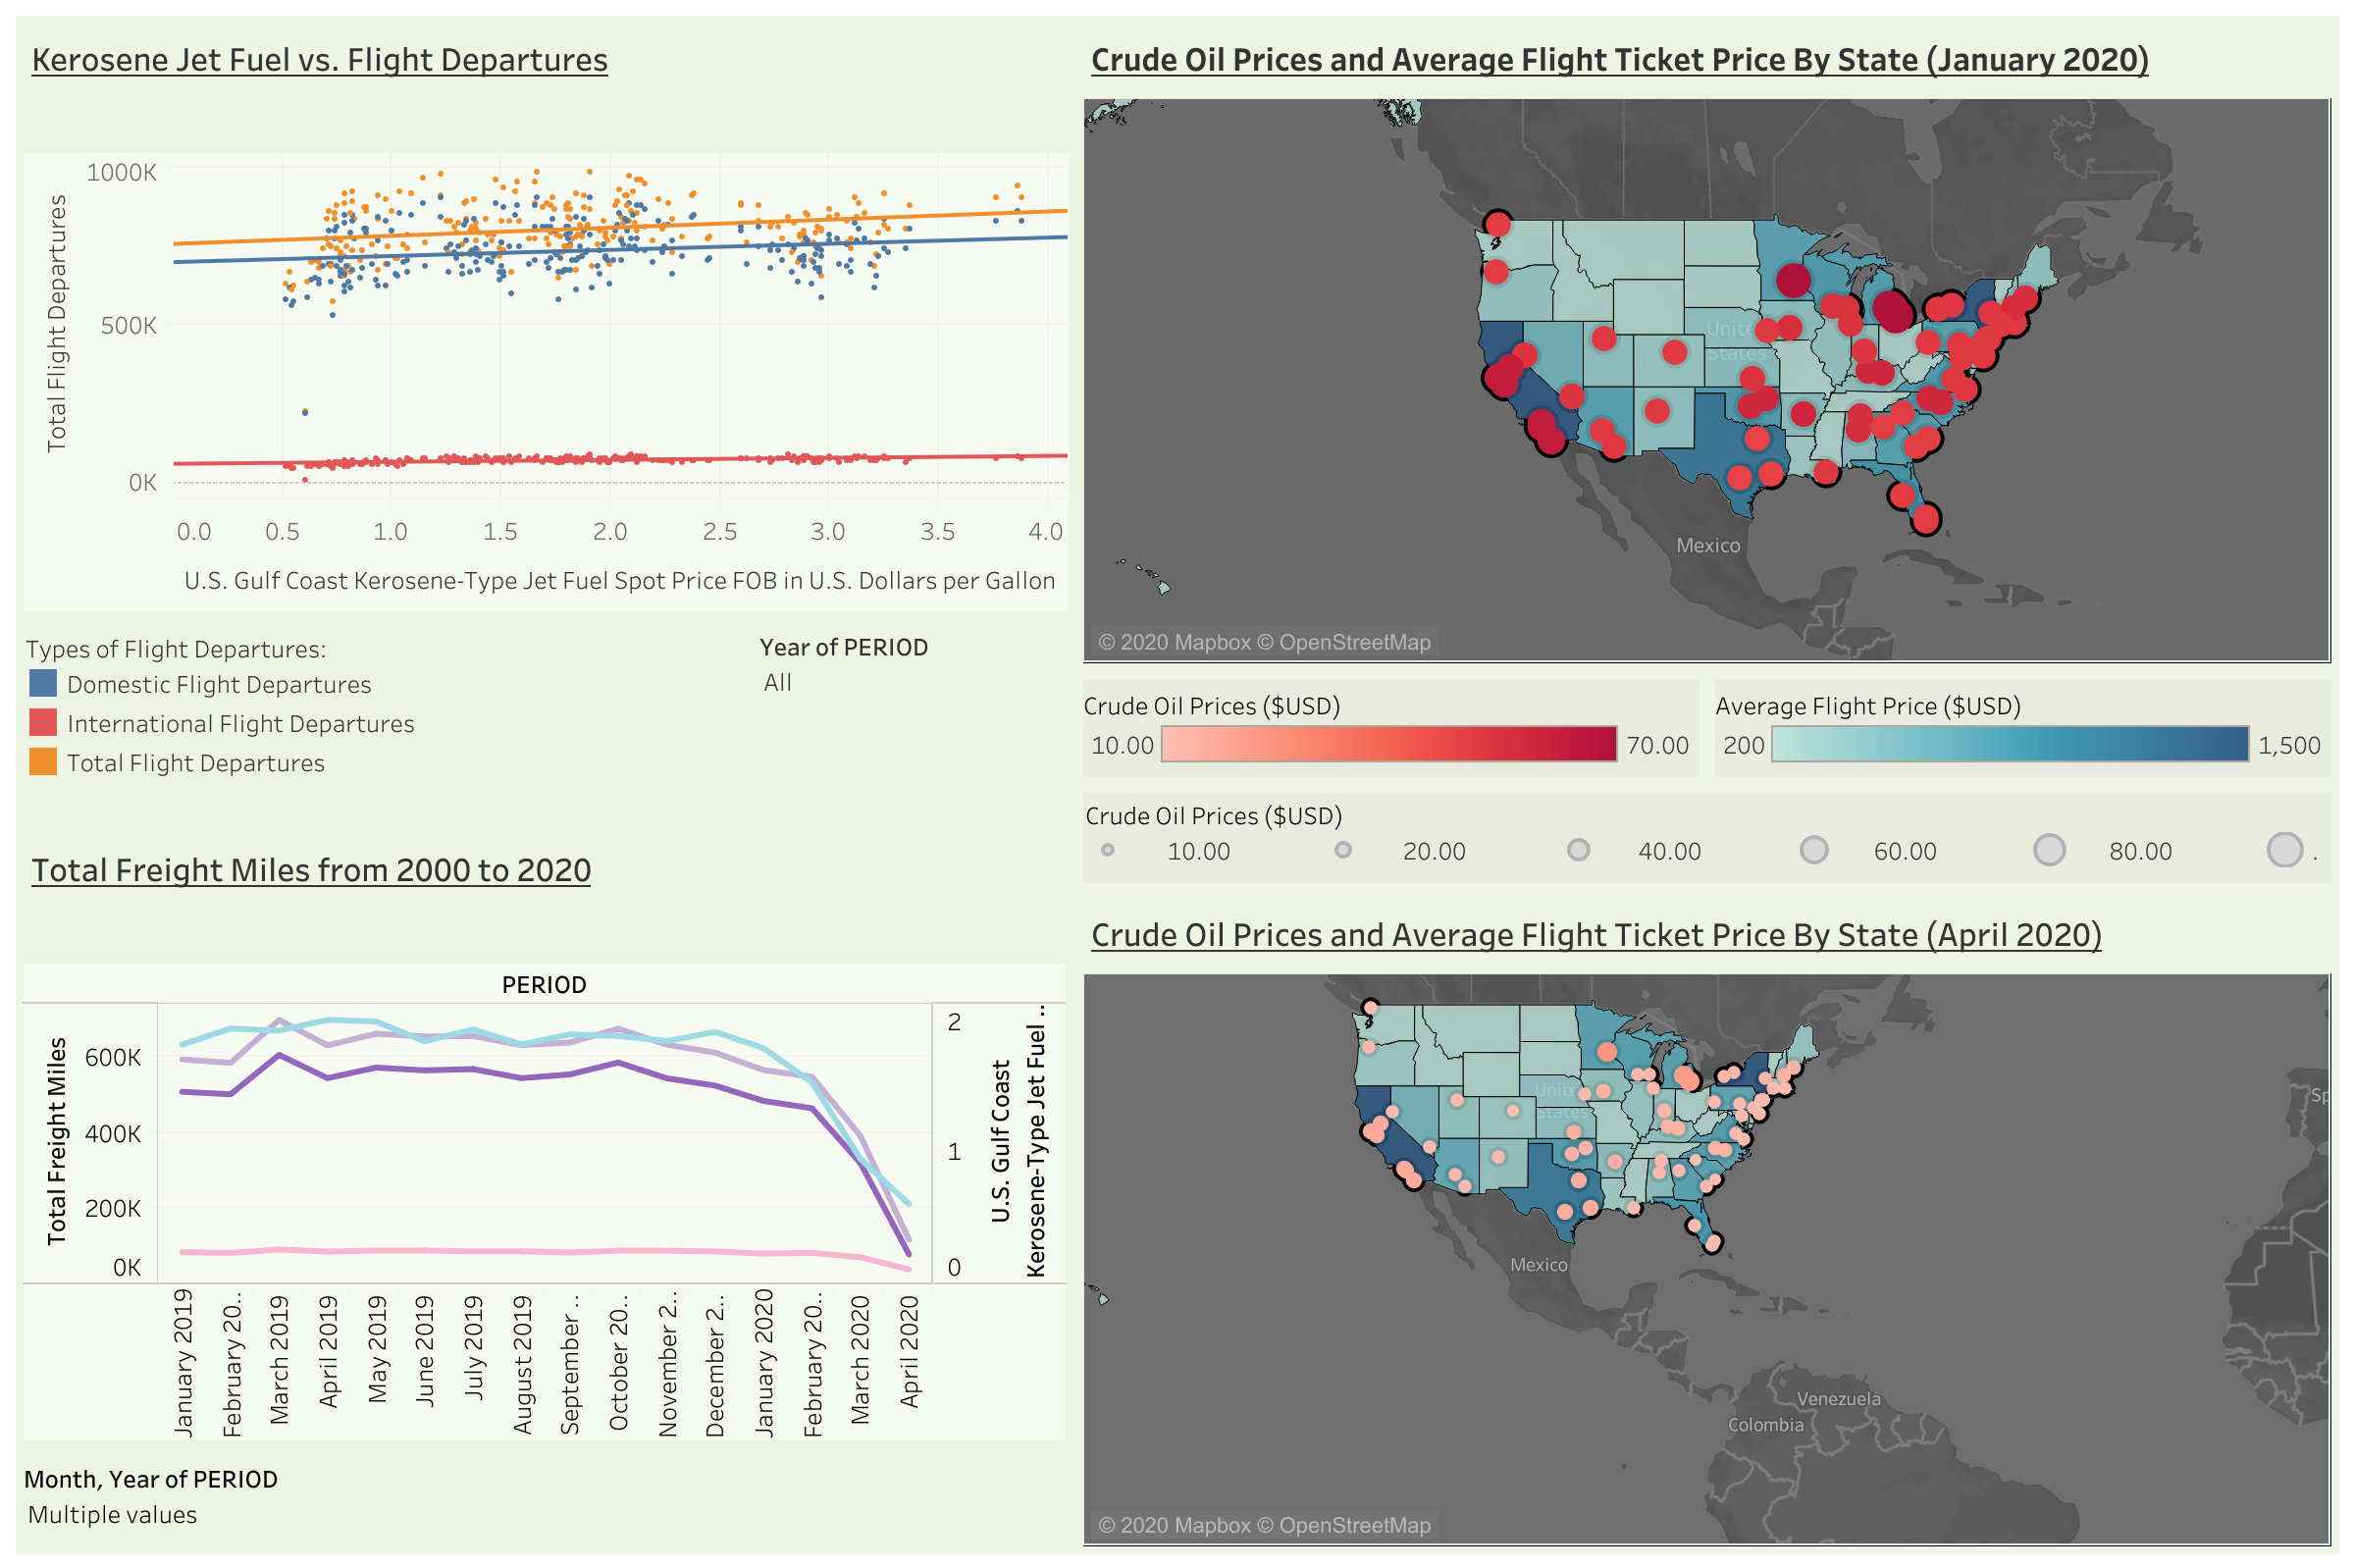 Kerosene Jet Fuel vs. Flight Departures
1000K
500K
0K
Total Flight Departures
0.0 0.5 1.0 1.5 2.0 2.5 3.0 3.5 4.0
U.S. Gulf Coast Kerosene-Type Jet Fuel Spot Price FOB in U.S. Dollars per Gallon
Types of Flight Departures:
Domestic Flight Departures
International Flight Departures
Total Flight Departures
Year of PERIOD
All
Total Freight Miles from 2000 to 2020
PERIOD
Total Freight Miles
600K
400K
200K
0K
2
1
0
U.S. Gulf Coast
Kerosene-Type Jet Fuel ..
January 2019
February 20..
March 2019
April 2019
May 2019
June 2019
July 2019
August 2019
September ..
October 20..
November 2..
December 2..
January 2020
February 20..
March 2020
April 2020
Month, Year of PERIOD
Multiple values
Crude Oil Prices and Average Flight Ticket Price By State (January 2020)
United
States
Mexico
© 2020 Mapbox © OpenStreetMap
Crude Oil Prices ($USD)
10.00 70.00
Average Flight Price ($USD)
200 1,500
Crude Oil Prices ($USD)
10.00 20.00 40.00 60.00 80.00 .
Crude Oil Prices and Average Flight Ticket Price By State (April 2020)
United
States
Mexico
Venezuela
Colombia
Sp
© 2020 Mapbox © OpenStreetMap